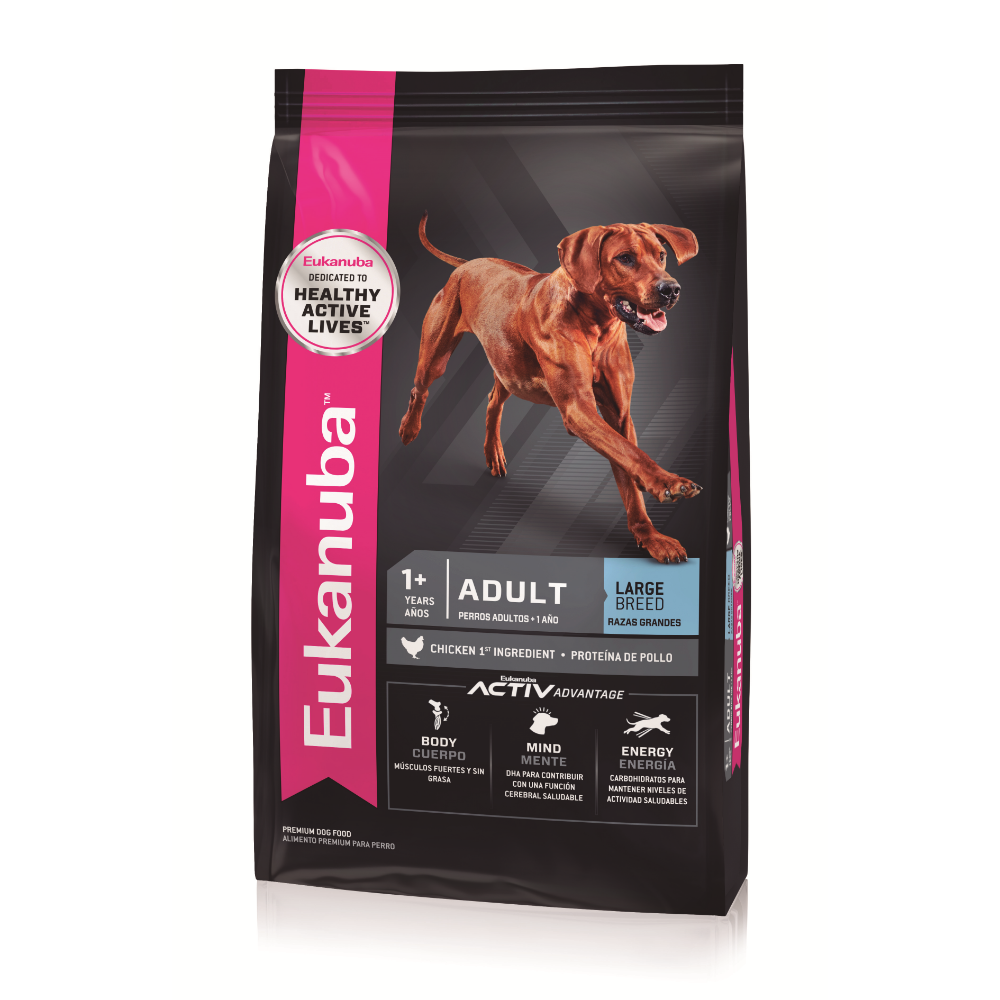 Eukanuba
DEDICATED TO
HEALTHY
ACTIVE
LIVES™
Eukanuba™
1+
YEARS
AÑOS
ADULT
PERROS ADULTOS + 1 AÑO
LARGE
BREED
RAZAS GRANDES
CHICKEN 1ST INGREDIENT • PROTEÍNA DE POLLO
Eukanuba
ACTIV ADVANTAGE
BODY
CUERPO
MÚSCULOS FUERTES Y SIN
GRASA
MIND
MENTE
DHA PARA CONTRIBUIR
CON UNA FUNCIÓN
CEREBRAL SALUDABLE
ENERGY
ENERGÍA
CARBOHIDRATOS PARA
MANTENER NIVELES DE
ACTIVIDAD SALUDABLES
PREMIUM DOG FOOD
ALIMENTO PREMIUM PARA PERRO
Eukanuba
ADULT